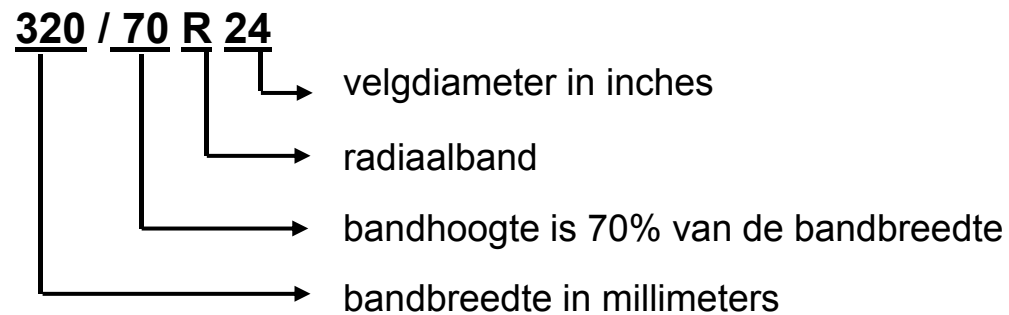 320 / 70 R 24
velgdiameter in inches
radiaalband
bandhoogte is 70% van de bandbreedte
bandbreedte in millimeters